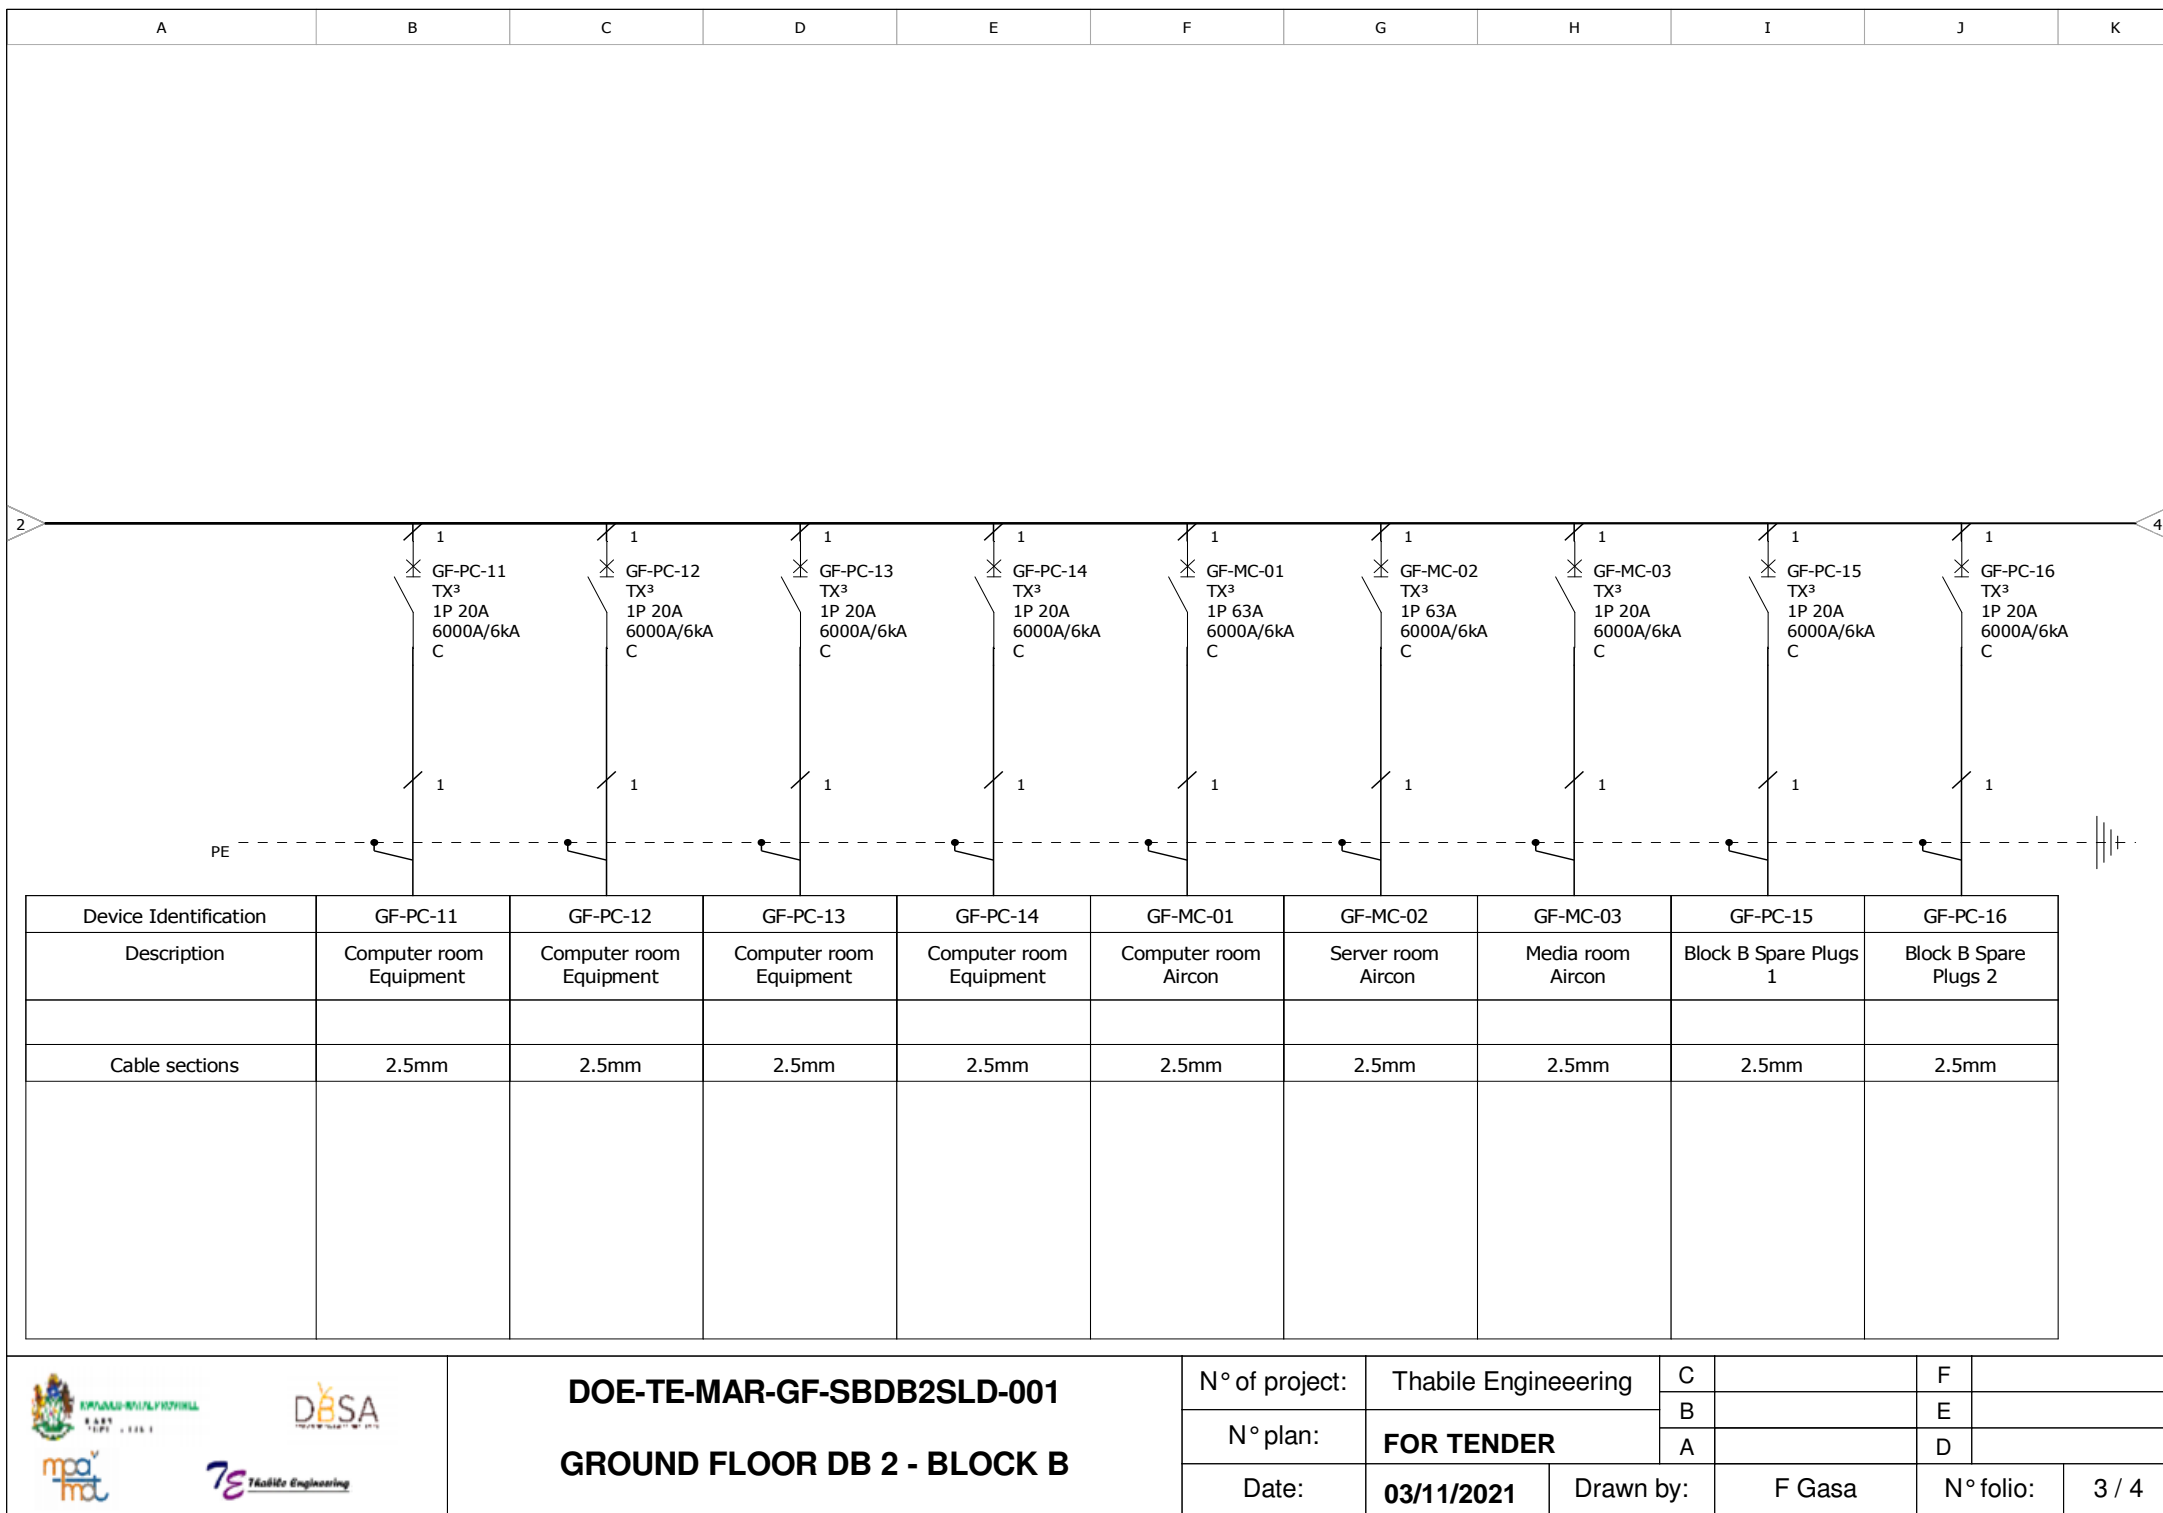 A B C D E F G H I J K
2 4
1 1 1 1 1 1 1 1 1
GF-PC-11 GF-PC-12 GF-PC-13 GF-PC-14 GF-MC-01 GF-MC-02 GF-MC-03 GF-PC-15 GF-PC-16
TX³ TX³ TX³ TX³ TX³ TX³ TX³ TX³ TX³
1P 20A 1P 20A 1P 20A 1P 20A 1P 63A 1P 63A 1P 20A 1P 20A 1P 20A
6000A/6kA 6000A/6kA 6000A/6kA 6000A/6kA 6000A/6kA 6000A/6kA 6000A/6kA 6000A/6kA 6000A/6kA
C C C C C C C C C
1 1 1 1 1 1 1 1 1
PE
Device Identification GF-PC-11 GF-PC-12 GF-PC-13 GF-PC-14 GF-MC-01 GF-MC-02 GF-MC-03 GF-PC-15 GF-PC-16
Description Computer room Computer room Computer room Computer room Computer room Server room Media room Block B Spare Plugs Block B Spare
Equipment Equipment Equipment Equipment Aircon Aircon Aircon 1 Plugs 2
Cable sections 2.5mm 2.5mm 2.5mm 2.5mm 2.5mm 2.5mm 2.5mm 2.5mm 2.5mm
KWAZULU-NATAL PROVINCE
DBSA
mpa
mot
TE Thabile Engineering
DOE-TE-MAR-GF-SBDB2SLD-001
GROUND FLOOR DB 2 - BLOCK B
N° of project: Thabile Engineeering C F
B E
N° plan: FOR TENDER A D
Date: 03/11/2021 Drawn by: F Gasa N° folio: 3 / 4